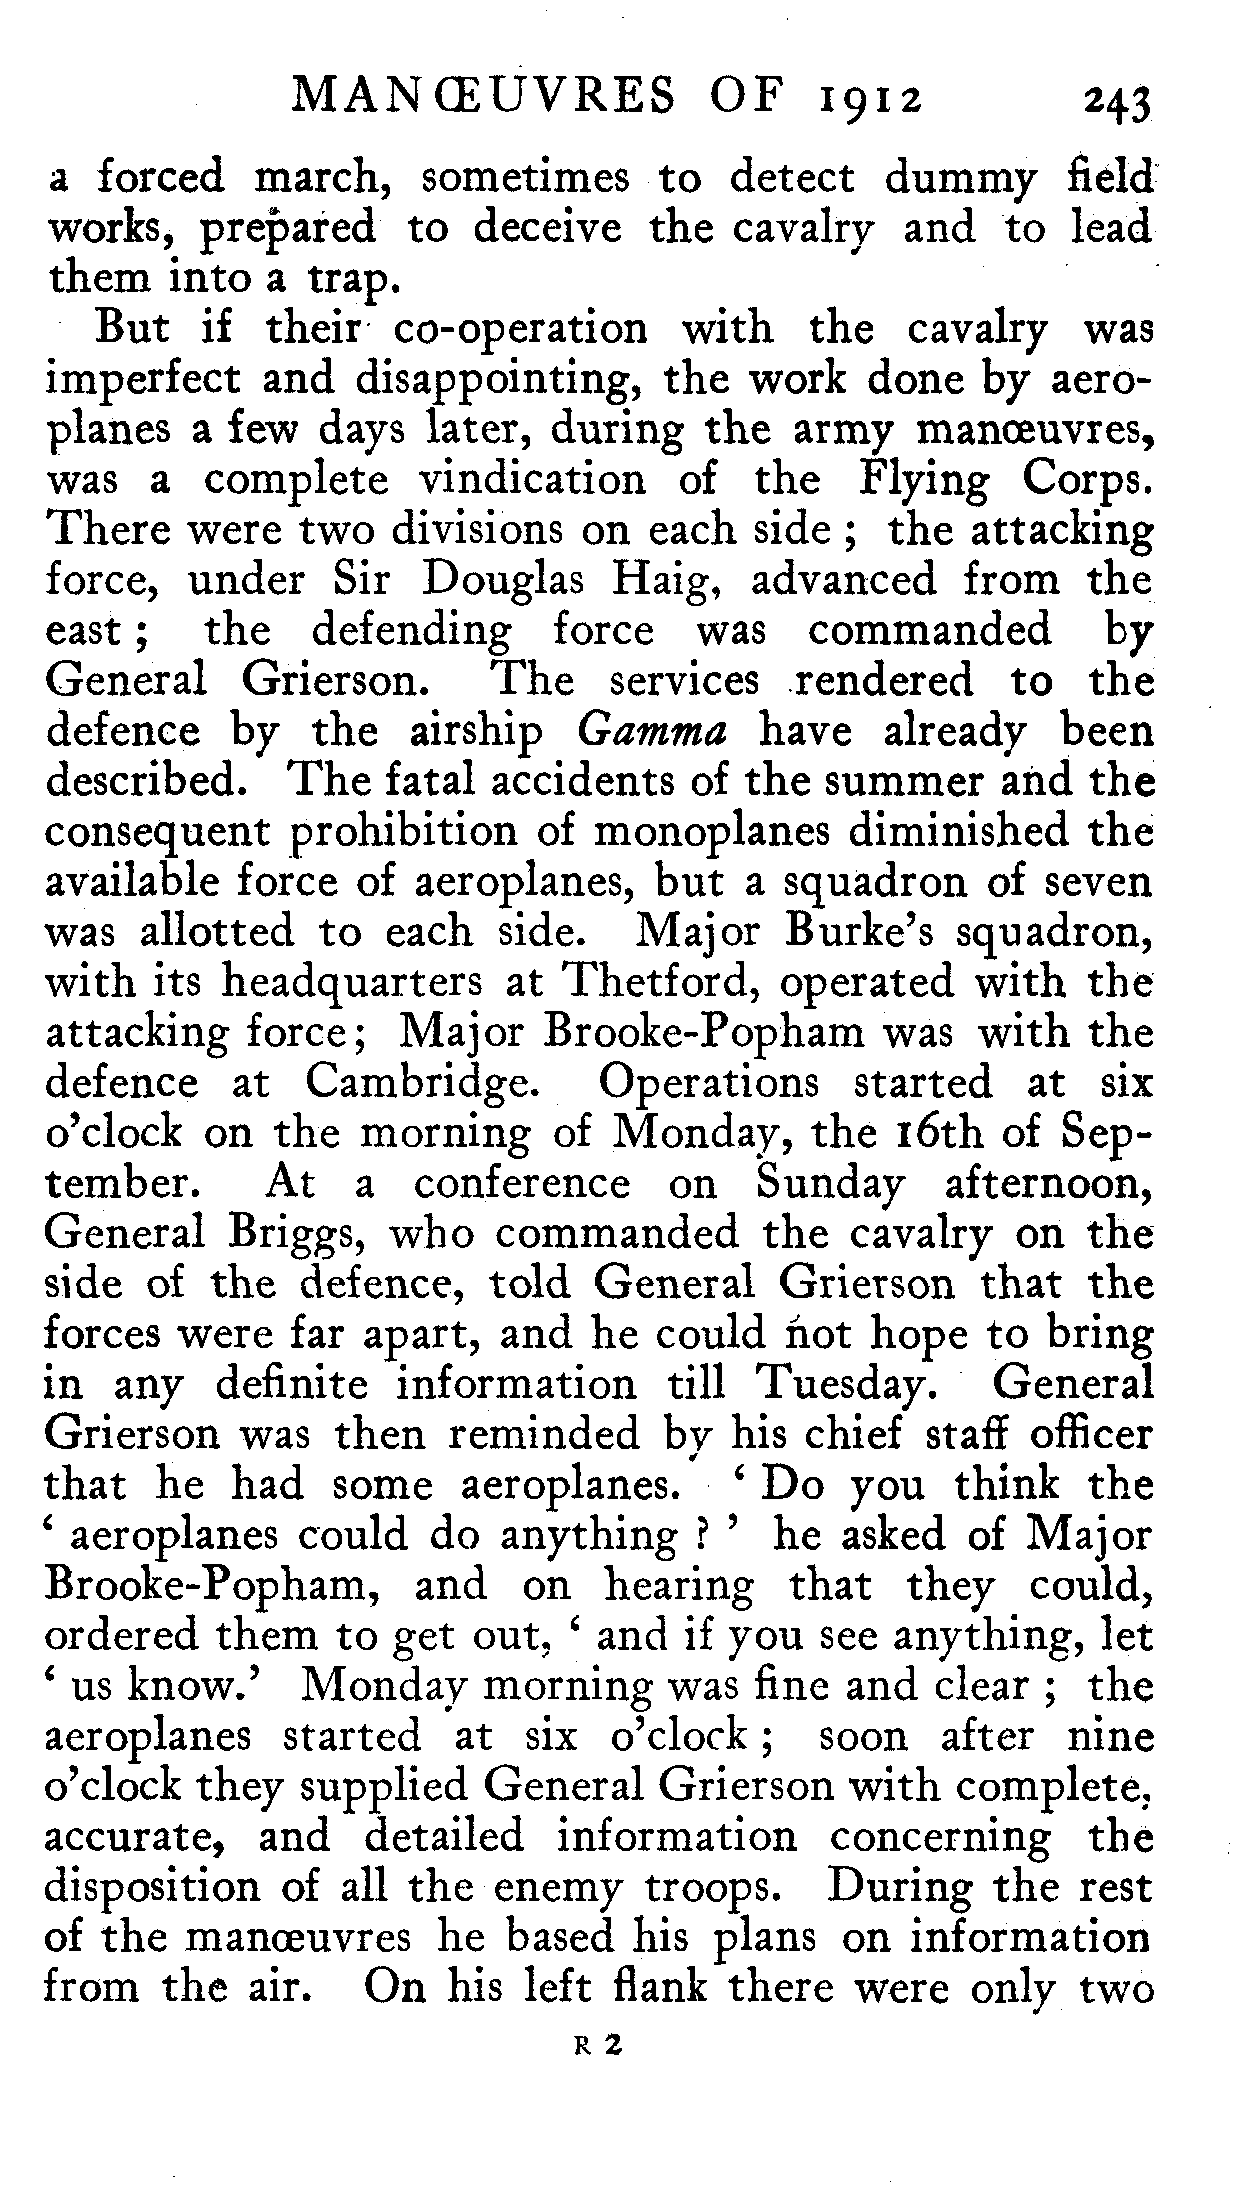 MANŒUVRES OF 1912 243
a forced march, sometimes to detect dummy field
works, prepared to deceive the cavalry and to lead
them into a trap.
But if their co-operation with the cavalry was
imperfect and disappointing, the work done by aero-
planes a few days later, during the army manœuvres,
was a complete vindication of the Flying Corps.
There were two divisions on each side ; the attacking
force, under Sir Douglas Haig, advanced from the
east ; the defending force was commanded by
General Grierson. The services rendered to the
defence by the airship Gamma have already been
described. The fatal accidents of the summer and the
consequent prohibition of monoplanes diminished the
available force of aeroplanes, but a squadron of seven
was allotted to each side. Major Burke's squadron,
with its headquarters at Thetford, operated with the
attacking force ; Major Brooke-Popham was with the
defence at Cambridge. Operations started at six
o'clock on the morning of Monday, the 16th of Sep-
tember. At a conference on Sunday afternoon,
General Briggs, who commanded the cavalry on the
side of the defence, told General Grierson that the
forces were far apart, and he could not hope to bring
in any definite information till Tuesday. General
Grierson was then reminded by his chief staff officer
that he had some aeroplanes. ‘ Do you think the
‘ aeroplanes could do anything ? ’ he asked of Major
Brooke-Popham, and on hearing that they could,
ordered them to get out, ‘ and if you see anything, let
‘ us know.’ Monday morning was fine and clear ; the
aeroplanes started at six o'clock ; soon after nine
o'clock they supplied General Grierson with complete,
accurate, and detailed information concerning the
disposition of all the enemy troops. During the rest
of the manœuvres he based his plans on information
from the air. On his left flank there were only two
R 2